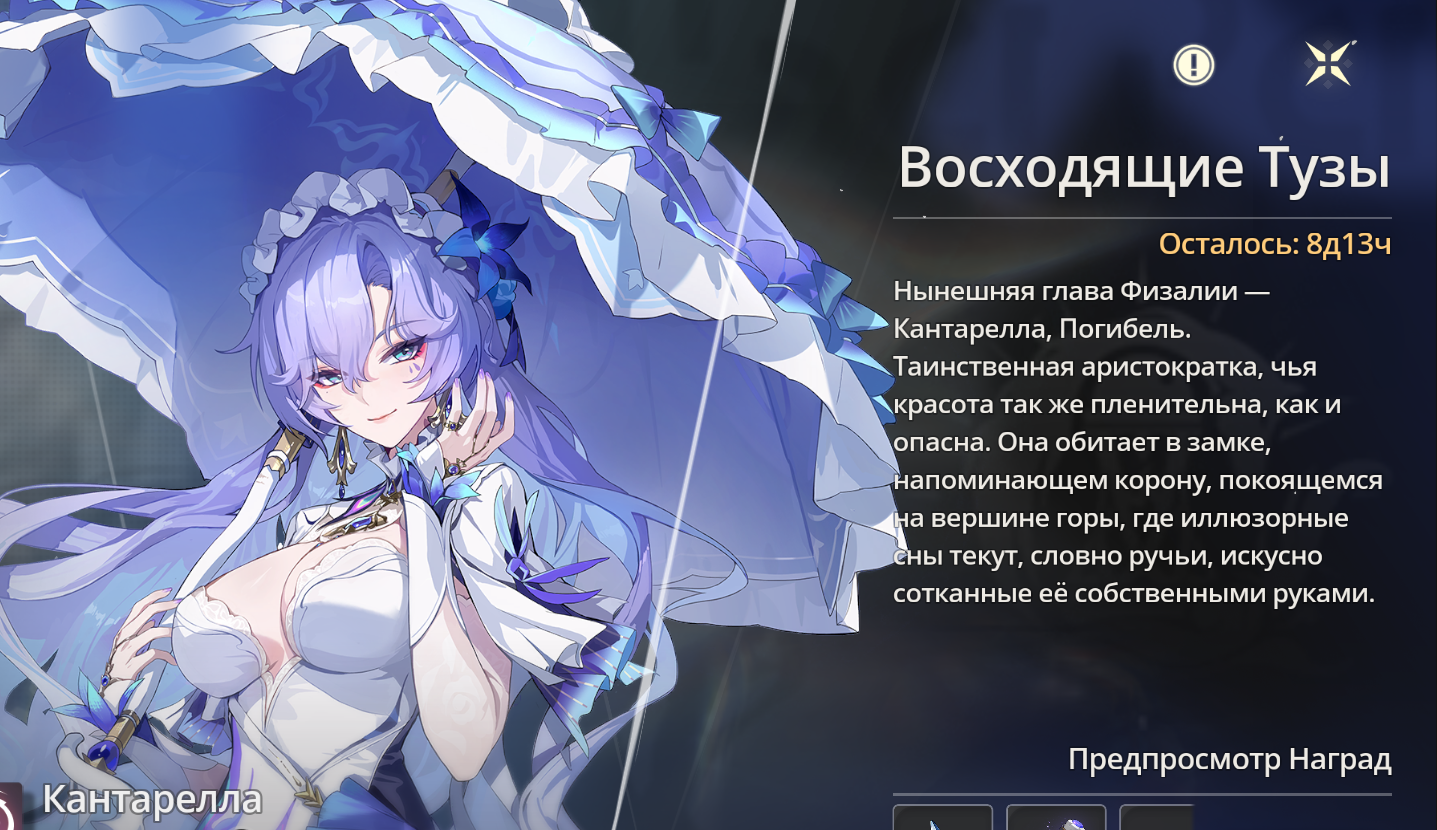 Восходящие Тузы
Осталось: 8д13ч
Нынешняя глава Физалии —
Кантарелла, Погибель.
Таинственная аристократка, чья
красота так же пленительна, как и
опасна. Она обитает в замке,
напоминающем корону, покоящемся
на вершине горы, где иллюзорные
сны текут, словно ручьи, искусно
сотканные её собственными руками.
Предпросмотр Наград
Кантарелла